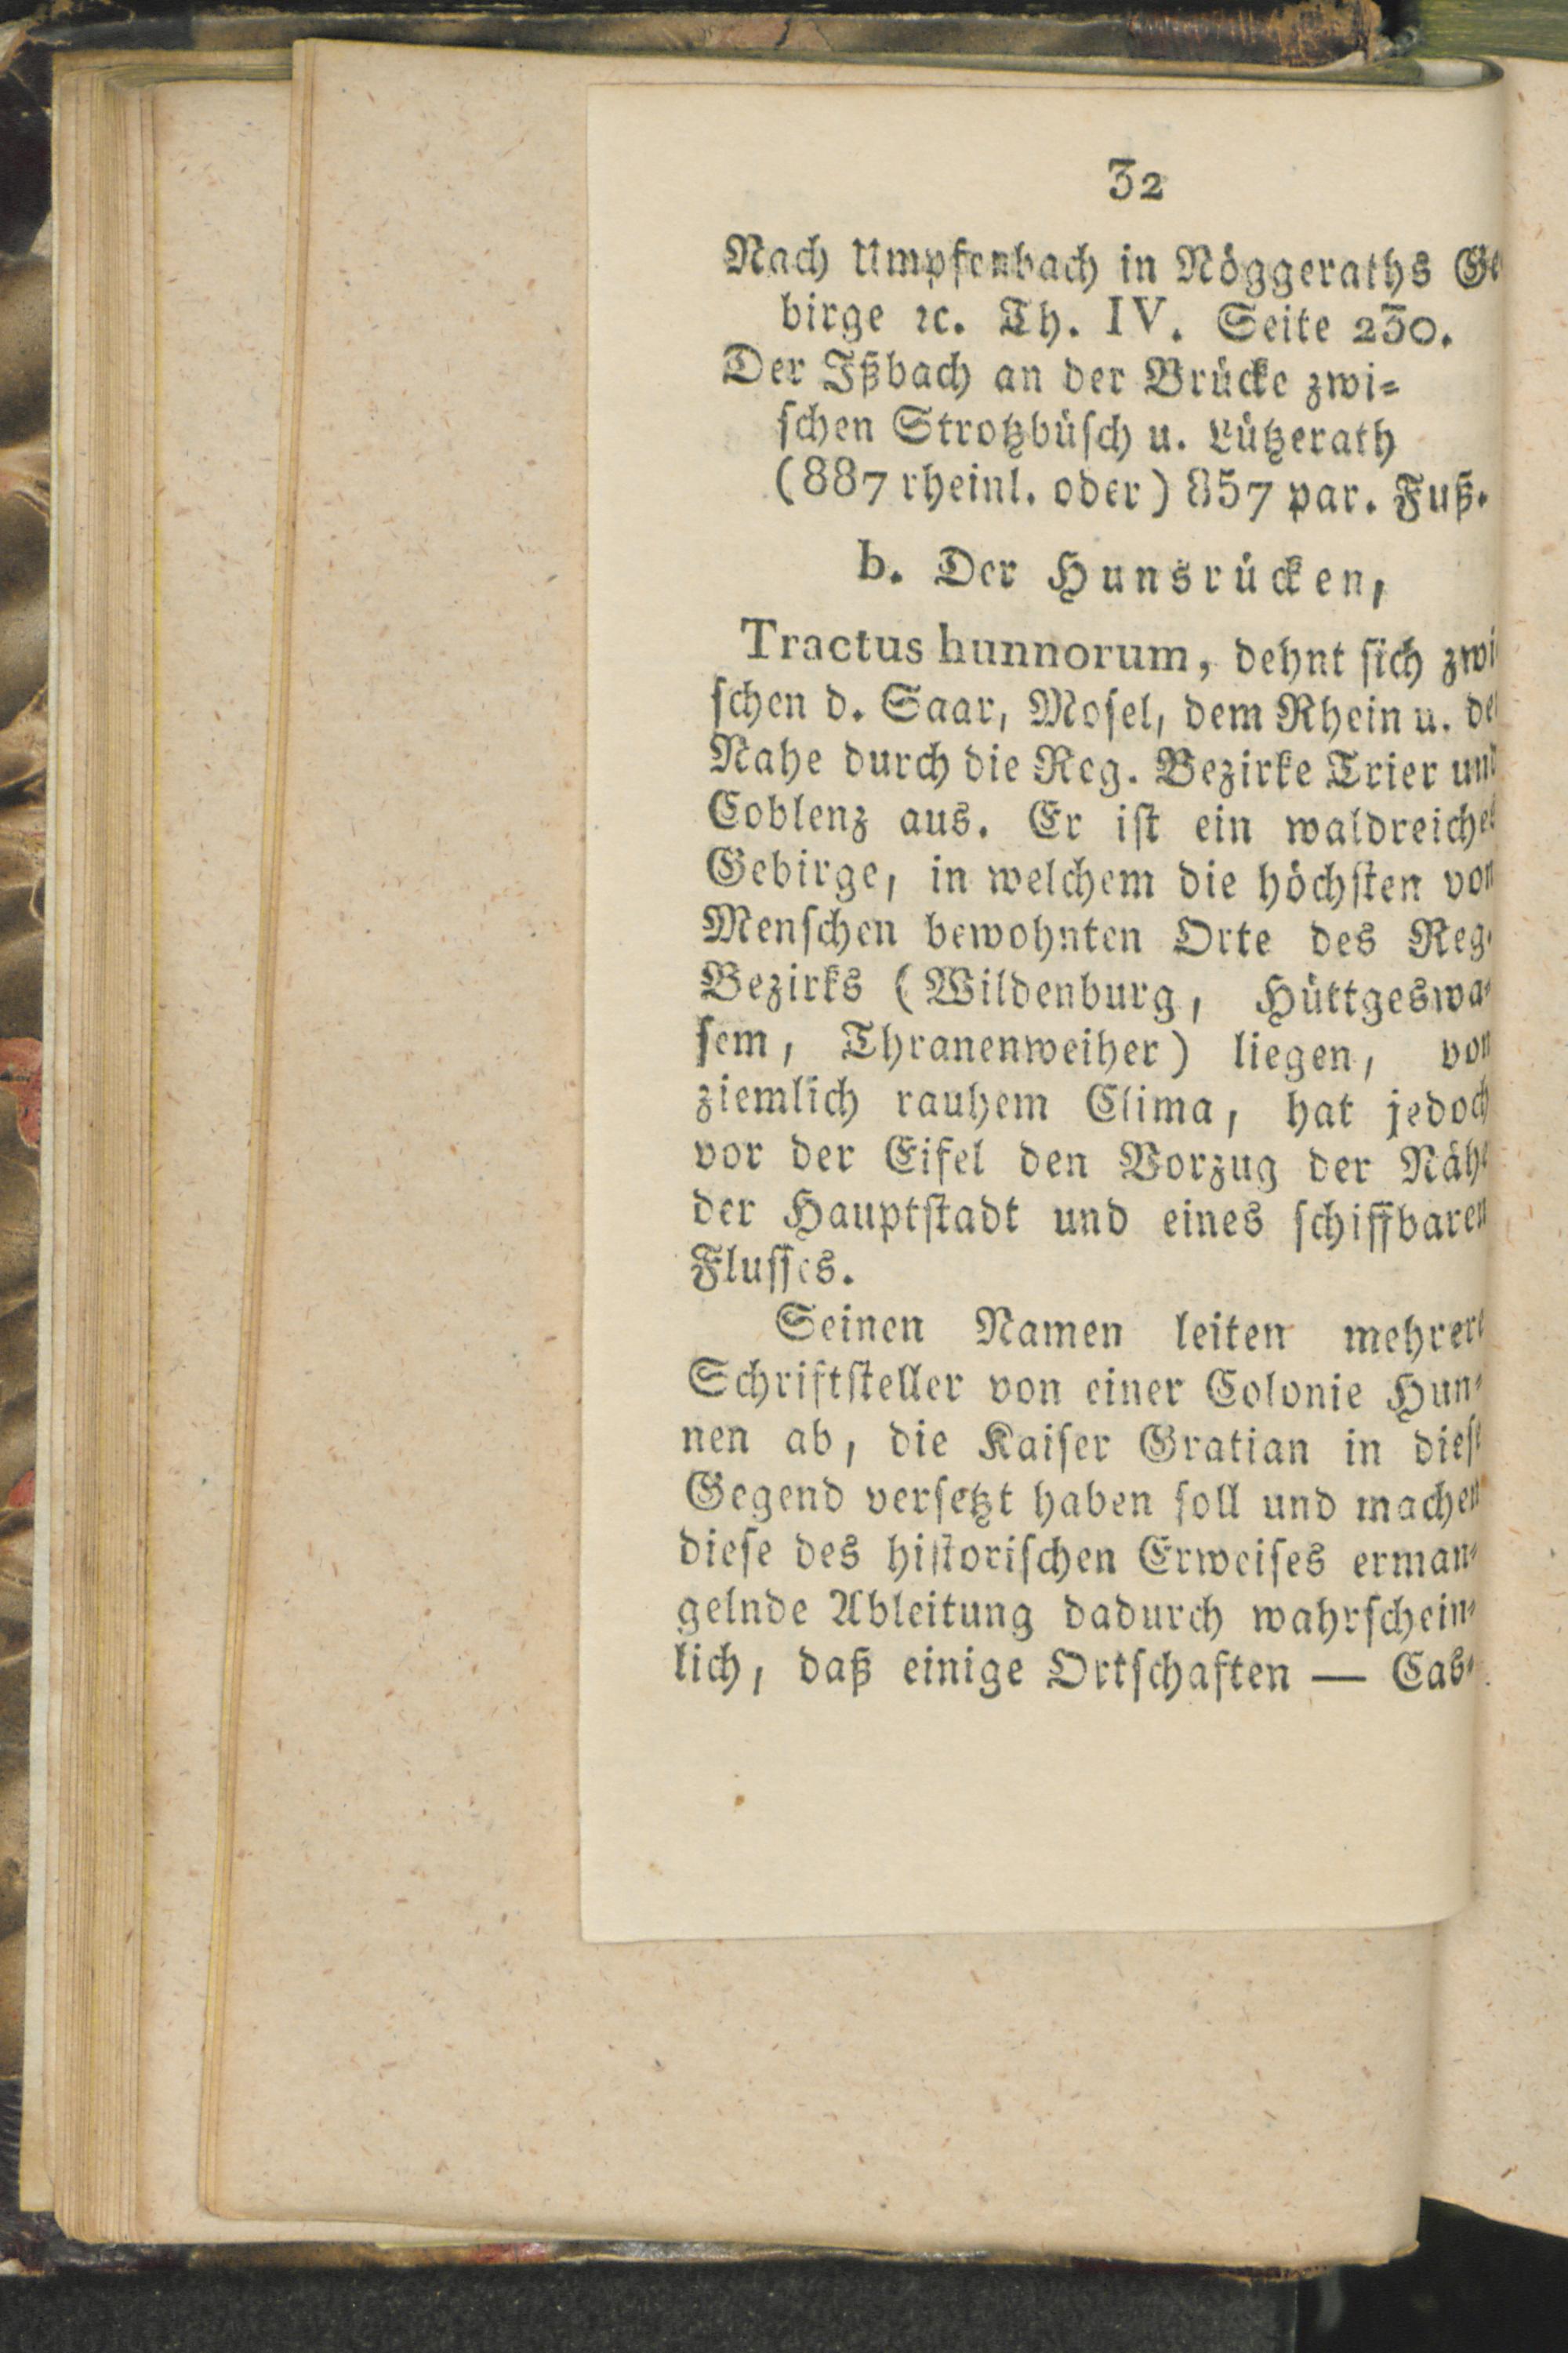 32
Nach Umpfenbach in Nöggeraths Ge
birge ꝛc. Th. IV. Seite 230.
Der Ißbach an der Brücke zwi⸗
schen Strotzbüsch u. Lützerath
(887 rheinl. oder) 857 par. Fuß.
b. Der Hunsrücken,
Tractus hunnorum, dehnt sich zwi
schen d. Saar, Mosel, dem Rhein u. der
Nahe durch die Reg. Bezirke Trier und
Coblenz aus. Er ist ein waldreiches
Gebirge, in welchem die höchsten von
Menschen bewohnten Orte des Reg.
Bezirks (Wildenburg, Hüttgeswa⸗
sem, Thranenweiher) liegen, von
ziemlich rauhem Clima, hat jedoch
vor der Eifel den Vorzug der Nähe
der Hauptstadt und eines schiffbaren
Flusses.
Seinen Namen leiten mehrere
Schriftsteller von einer Colonie Hun⸗
nen ab, die Kaiser Gratian in diese
Gegend versetzt haben soll und machen
diese des historischen Erweises erman⸗
gelnde Ableitung dadurch wahrschein⸗
lich, daß einige Ortschaften — Cas⸗